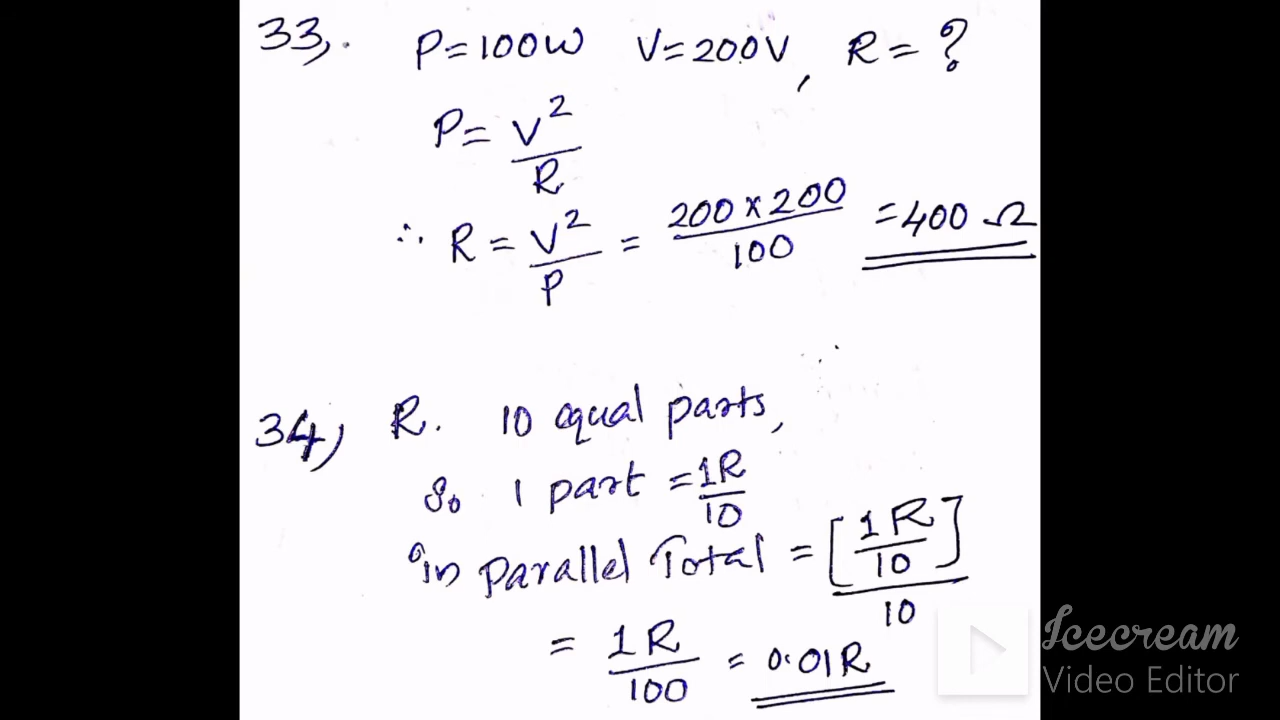 33,. P=100W V=200V, R= ?
P= V²/R
∴ R = V²/P = 200 x 200/100 = 400 Ω
34) R. 10 equal parts,
So 1 part = 1R/10
in parallel Total = [1R/10]/10
= 1R/100 = 0.01R
Icecream
Video Editor